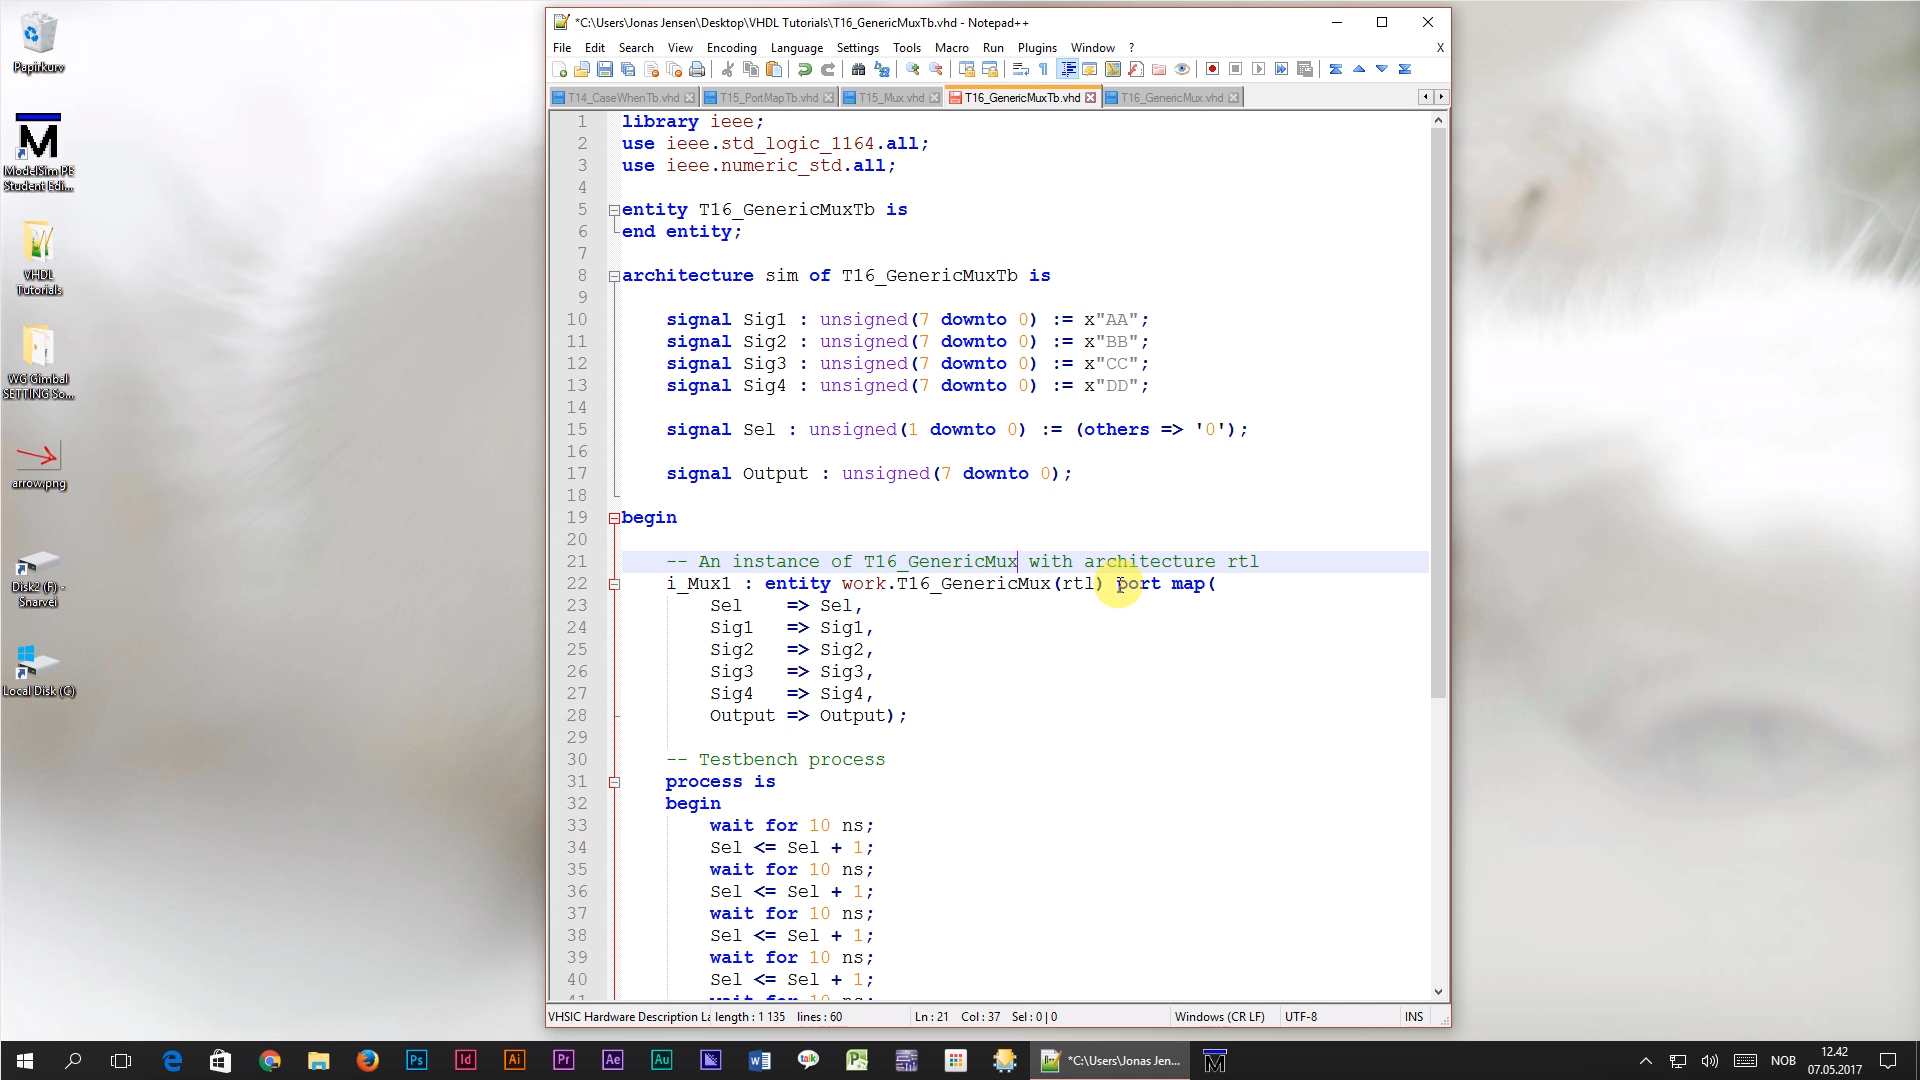 Papirkurv
ModelSim PE
Student Edi...
VHDL
Tutorials
WG Gimbal
SETTING So...
arrow.png
Disk2 (F) -
Snarvei
Local Disk (C)
*C:\Users\Jonas Jensen\Desktop\VHDL Tutorials\T16_GenericMuxTb.vhd - Notepad++
File Edit Search View Encoding Language Settings Tools Macro Run Plugins Window ? X
T14_CaseWhenTb.vhd T15_PortMapTb.vhd T15_Mux.vhd T16_GenericMuxTb.vhd T16_GenericMux.vhd
1 library ieee;
2 use ieee.std_logic_1164.all;
3 use ieee.numeric_std.all;
4
5 entity T16_GenericMuxTb is
6 end entity;
7
8 architecture sim of T16_GenericMuxTb is
9
10 signal Sig1 : unsigned(7 downto 0) := x"AA";
11 signal Sig2 : unsigned(7 downto 0) := x"BB";
12 signal Sig3 : unsigned(7 downto 0) := x"CC";
13 signal Sig4 : unsigned(7 downto 0) := x"DD";
14
15 signal Sel : unsigned(1 downto 0) := (others => '0');
16
17 signal Output : unsigned(7 downto 0);
18
19 begin
20
21 -- An instance of T16_GenericMux with architecture rtl
22 i_Mux1 : entity work.T16_GenericMux(rtl) port map(
23 Sel => Sel,
24 Sig1 => Sig1,
25 Sig2 => Sig2,
26 Sig3 => Sig3,
27 Sig4 => Sig4,
28 Output => Output);
29
30 -- Testbench process
31 process is
32 begin
33 wait for 10 ns;
34 Sel <= Sel + 1;
35 wait for 10 ns;
36 Sel <= Sel + 1;
37 wait for 10 ns;
38 Sel <= Sel + 1;
39 wait for 10 ns;
40 Sel <= Sel + 1;
41 wait for 10 ns;
VHSIC Hardware Description La length : 1 135 lines : 60 Ln : 21 Col : 37 Sel : 0 | 0 Windows (CR LF) UTF-8 INS
Ps Id Ai Pr Ae Au talk
*C:\Users\Jonas Jen...
NOB
12.42
07.05.2017